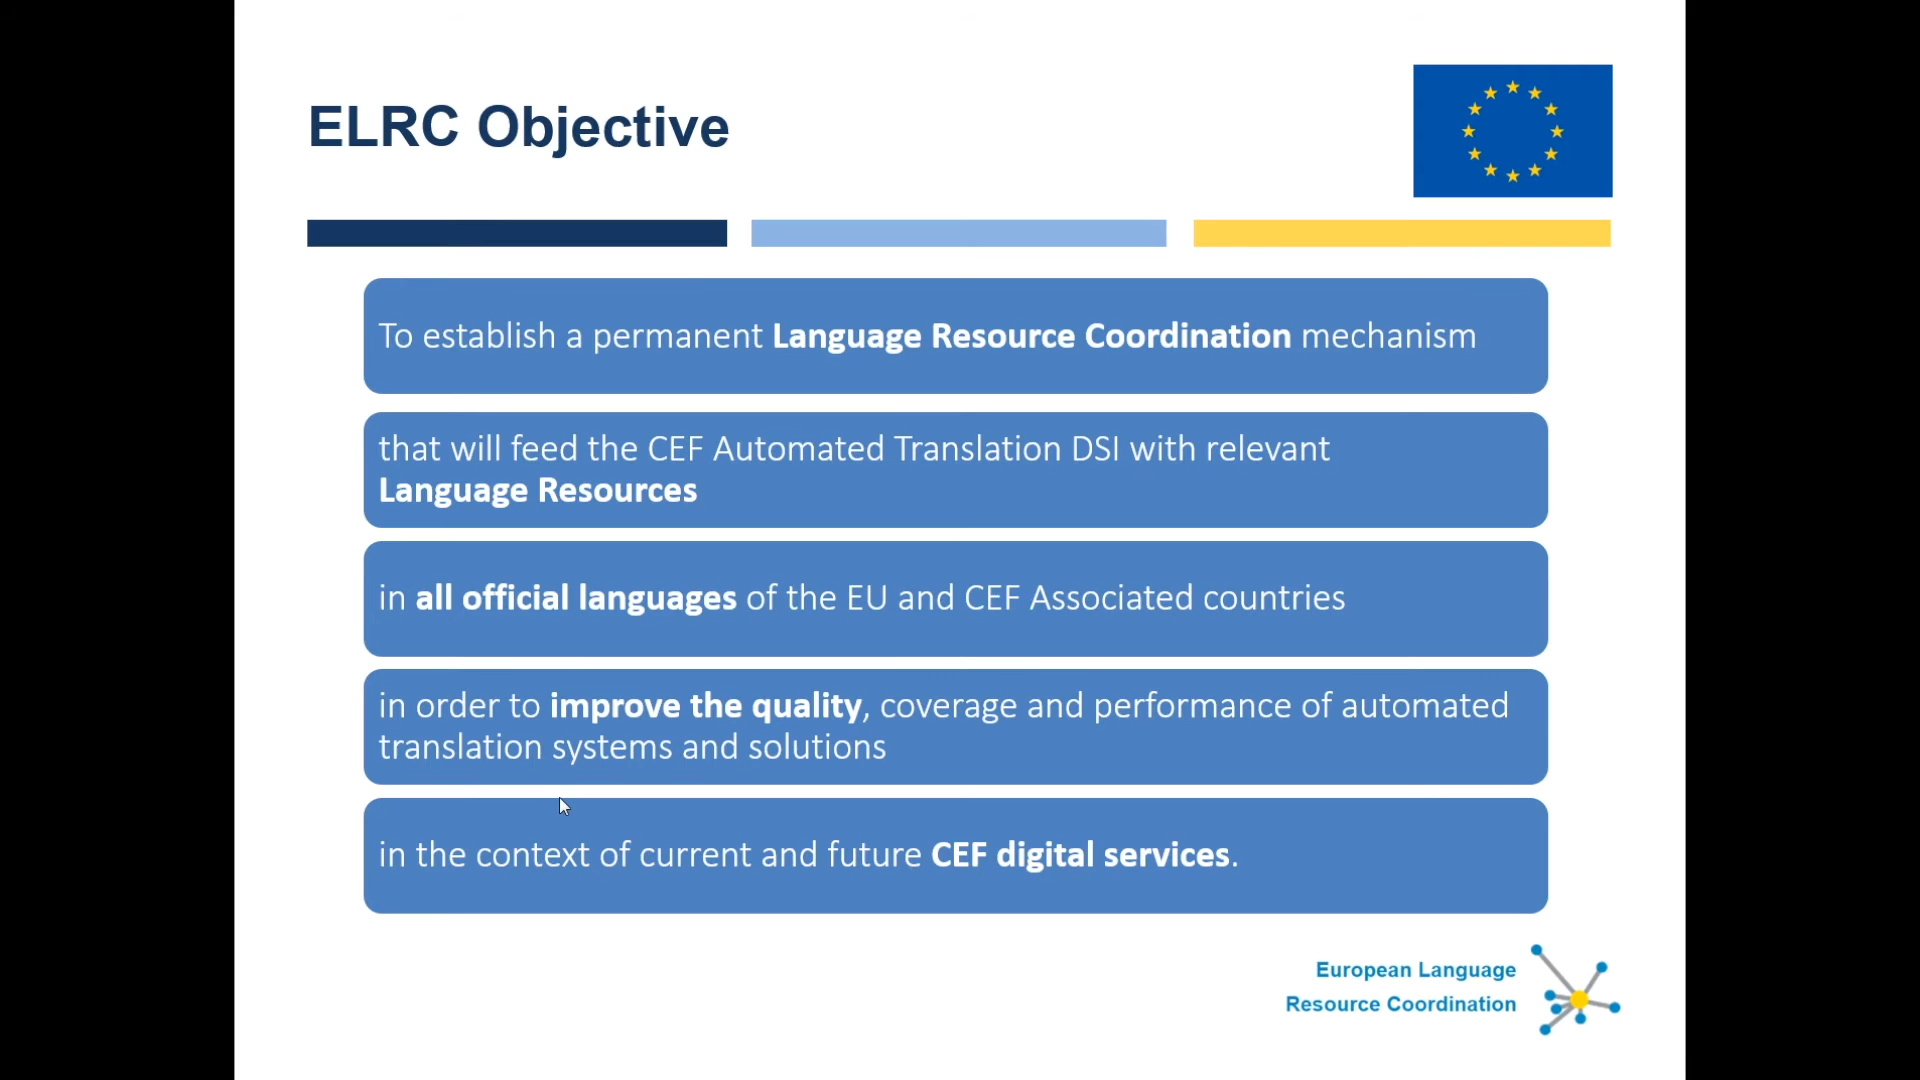 ELRC Objective
To establish a permanent Language Resource Coordination mechanism
that will feed the CEF Automated Translation DSI with relevant
Language Resources
in all official languages of the EU and CEF Associated countries
in order to improve the quality, coverage and performance of automated
translation systems and solutions
in the context of current and future CEF digital services.
European Language
Resource Coordination